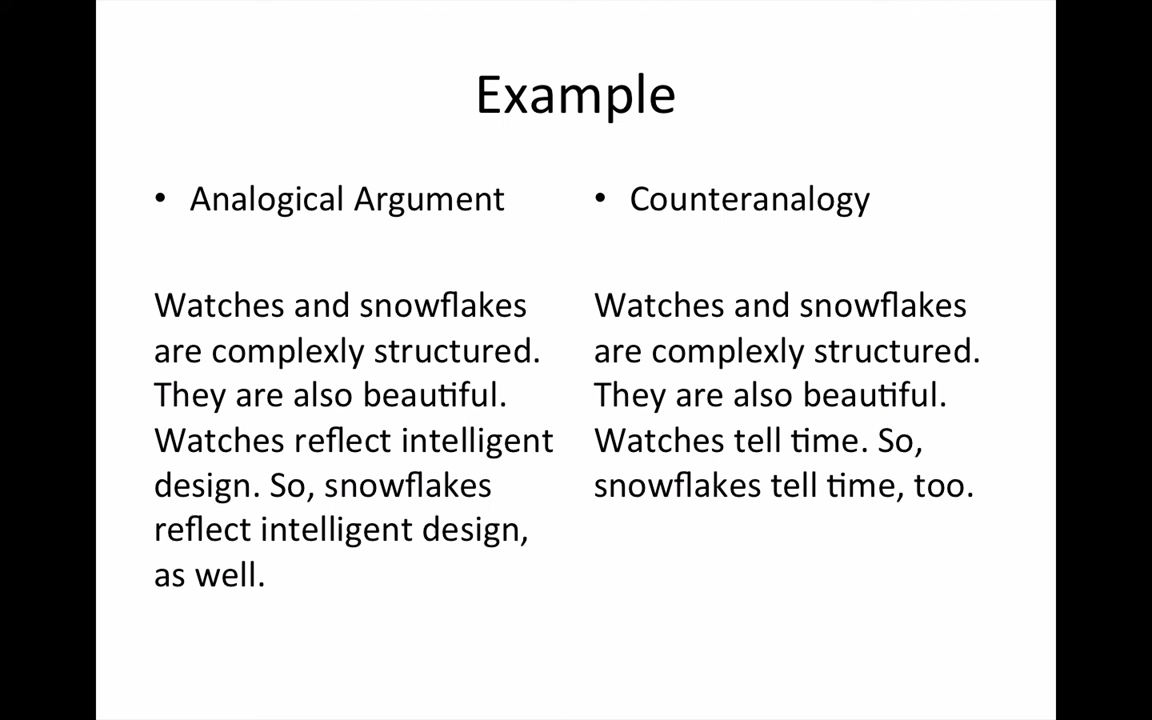 Example
• Analogical Argument
Watches and snowflakes
are complexly structured.
They are also beautiful.
Watches reflect intelligent
design. So, snowflakes
reflect intelligent design,
as well.
• Counteranalogy
Watches and snowflakes
are complexly structured.
They are also beautiful.
Watches tell time. So,
snowflakes tell time, too.